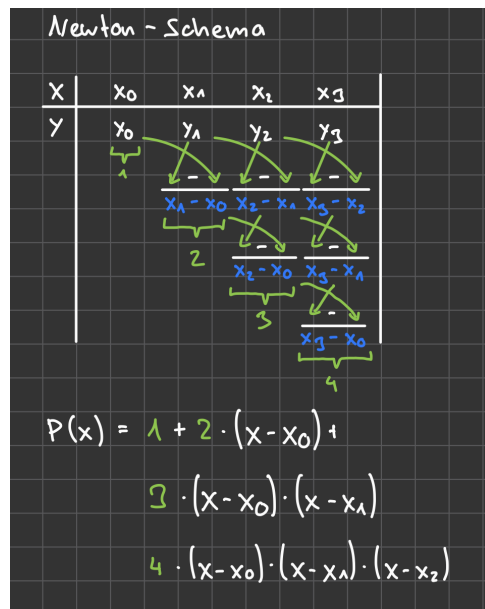 Newton - Schema
X x0 x1 x2 x3
Y y0 y1 y2 y3
1
- - -
x1 - x0 x2 - x1 x3 - x2
2
- -
x2 - x0 x3 - x1
3
-
x3 - x0
4
P(x) = 1 + 2 · (x - x0) +
3 · (x - x0) · (x - x1)
4 · (x - x0) · (x - x1) · (x - x2)